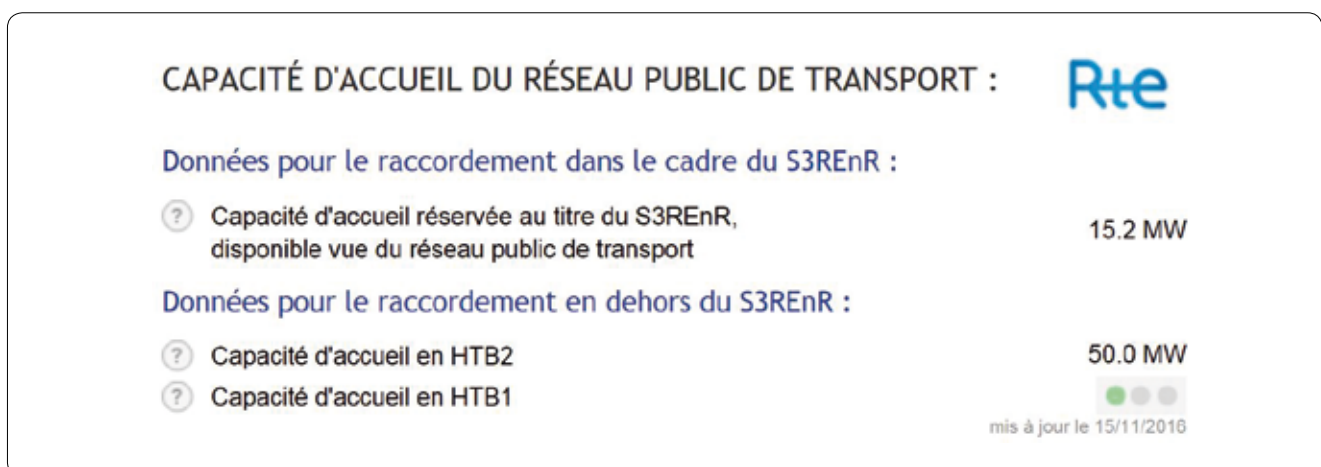 CAPACITÉ D'ACCUEIL DU RÉSEAU PUBLIC DE TRANSPORT :
Rte
Données pour le raccordement dans le cadre du S3REnR :
? Capacité d'accueil réservée au titre du S3REnR,
disponible vue du réseau public de transport
15.2 MW
Données pour le raccordement en dehors du S3REnR :
? Capacité d'accueil en HTB2 50.0 MW
? Capacité d'accueil en HTB1
mis à jour le 15/11/2016